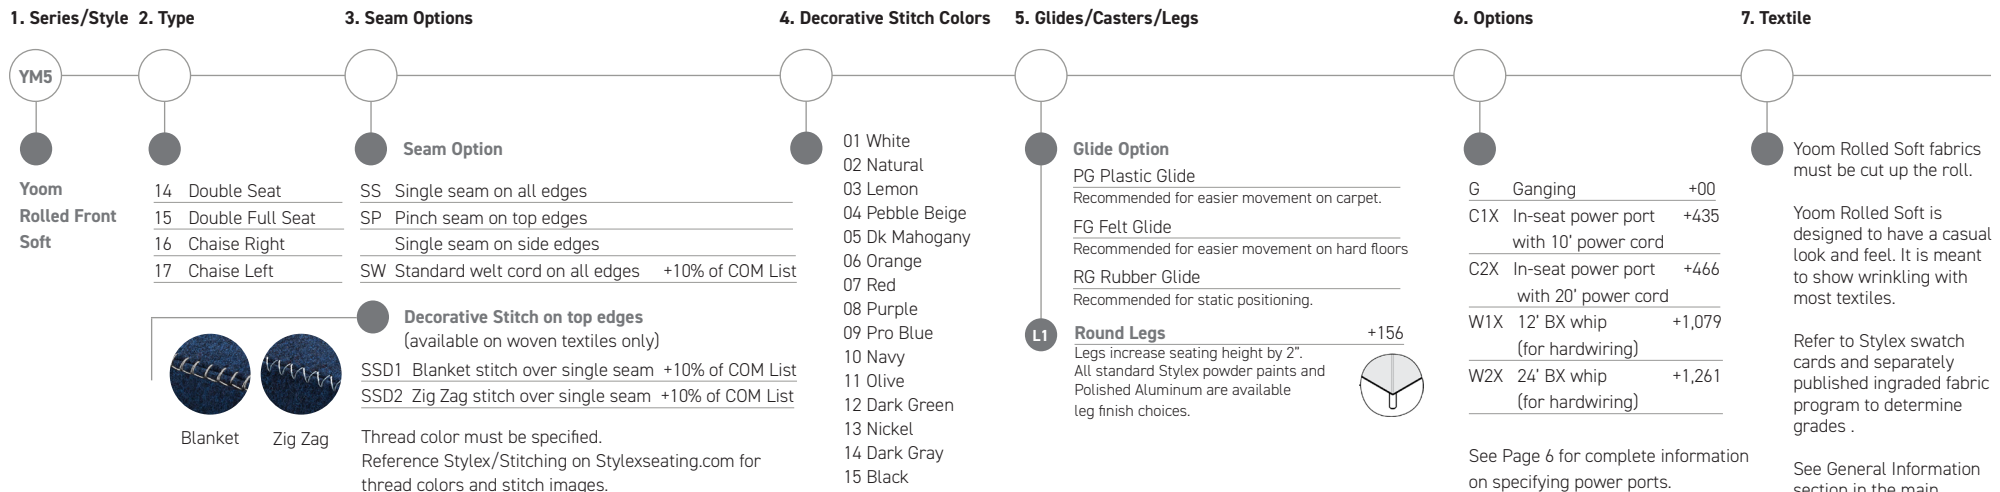 1. Series/Style 2. Type 3. Seam Options 4. Decorative Stitch Colors 5. Glides/Casters/Legs 6. Options 7. Textile
YM5
Yoom
Rolled Front
Soft
14 Double Seat
15 Double Full Seat
16 Chaise Right
17 Chaise Left
Seam Option
SS Single seam on all edges
SP Pinch seam on top edges
Single seam on side edges
SW Standard welt cord on all edges +10% of COM List
Decorative Stitch on top edges
(available on woven textiles only)
SSD1 Blanket stitch over single seam +10% of COM List
SSD2 Zig Zag stitch over single seam +10% of COM List
Blanket Zig Zag
Thread color must be specified.
Reference Stylex/Stitching on Stylexseating.com for
thread colors and stitch images.
01 White
02 Natural
03 Lemon
04 Pebble Beige
05 Dk Mahogany
06 Orange
07 Red
08 Purple
09 Pro Blue
10 Navy
11 Olive
12 Dark Green
13 Nickel
14 Dark Gray
15 Black
Glide Option
PG Plastic Glide
Recommended for easier movement on carpet.
FG Felt Glide
Recommended for easier movement on hard floors
RG Rubber Glide
Recommended for static positioning.
L1 Round Legs +156
Legs increase seating height by 2".
All standard Stylex powder paints and
Polished Aluminum are available
leg finish choices.
G Ganging +00
C1X In-seat power port +435
with 10' power cord
C2X In-seat power port +466
with 20' power cord
W1X 12' BX whip +1,079
(for hardwiring)
W2X 24' BX whip +1,261
(for hardwiring)
See Page 6 for complete information
on specifying power ports.
Yoom Rolled Soft fabrics
must be cut up the roll.
Yoom Rolled Soft is
designed to have a casual
look and feel. It is meant
to show wrinkling with
most textiles.
Refer to Stylex swatch
cards and separately
published ingraded fabric
program to determine
grades .
See General Information
section in the main